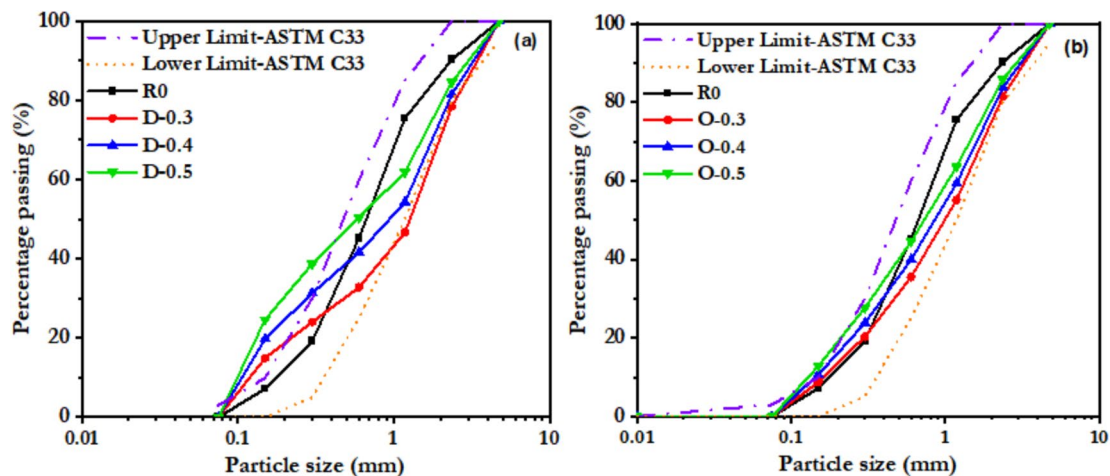 Percentage passing (%)
100
80
60
40
20
0
Upper Limit-ASTM C33
Lower Limit-ASTM C33
R0
D-0.3
D-0.4
D-0.5
(a)
0.01
0.1
1
10
Particle size (mm)
Percentage passing (%)
100
80
60
40
20
0
Upper Limit-ASTM C33
Lower Limit-ASTM C33
R0
O-0.3
O-0.4
O-0.5
(b)
0.01
0.1
1
10
Particle size (mm)